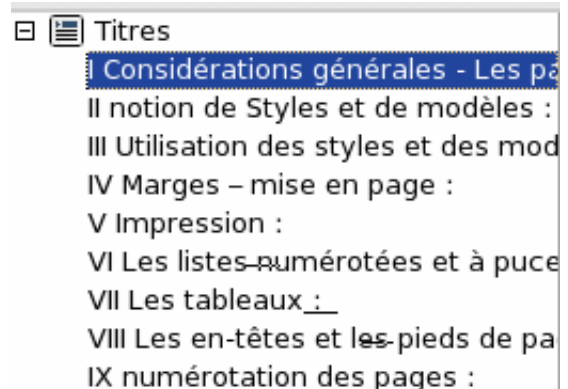 Titres
I Considérations générales - Les pa
II notion de Styles et de modèles :
III Utilisation des styles et des mod
IV Marges – mise en page :
V Impression :
VI Les listes numérotées et à puce
VII Les tableaux :
VIII Les en-têtes et les pieds de pa
IX numérotation des pages :